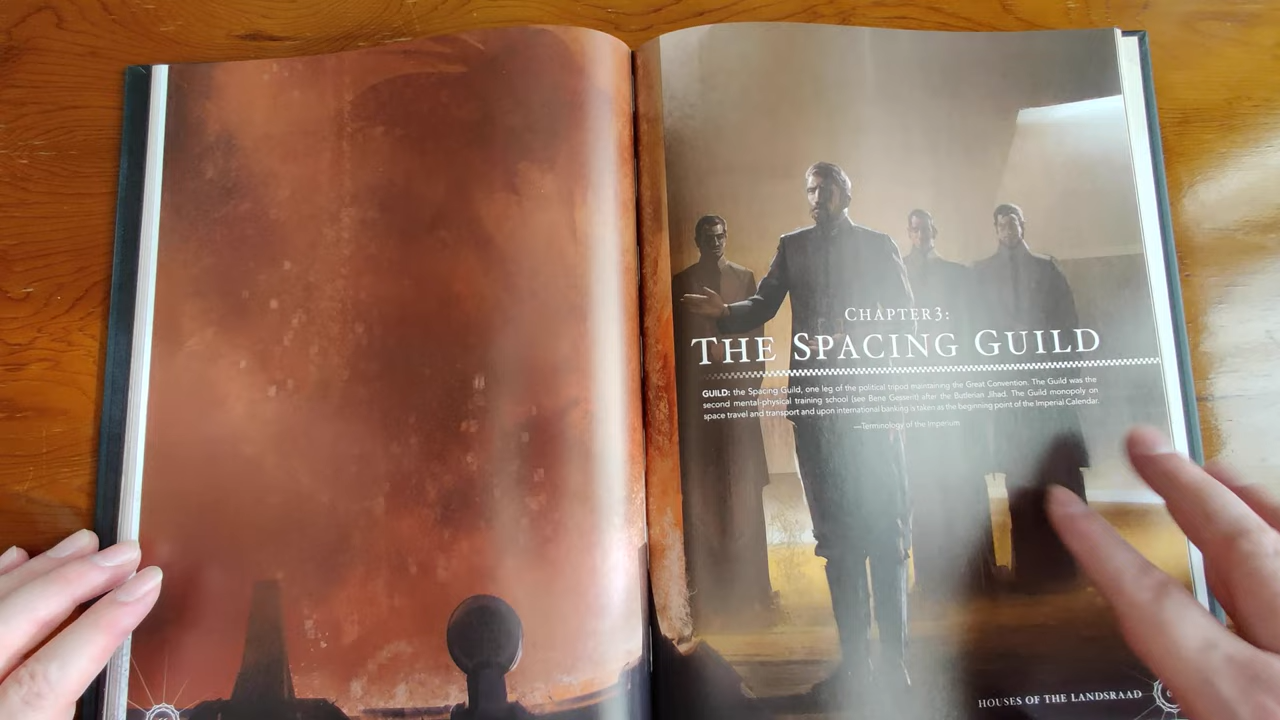 CHAPTER 3:
THE SPACING GUILD
GUILD: the Spacing Guild, one leg of the political tripod maintaining the Great Convention. The Guild was the
second mental-physical training school (see Bene Gesserit) after the Butlerian Jihad. The Guild monopoly on
space travel and transport and upon international banking is taken as the beginning point of the Imperial Calendar.
—Terminology of the Imperium
HOUSES OF THE LANDSRAAD